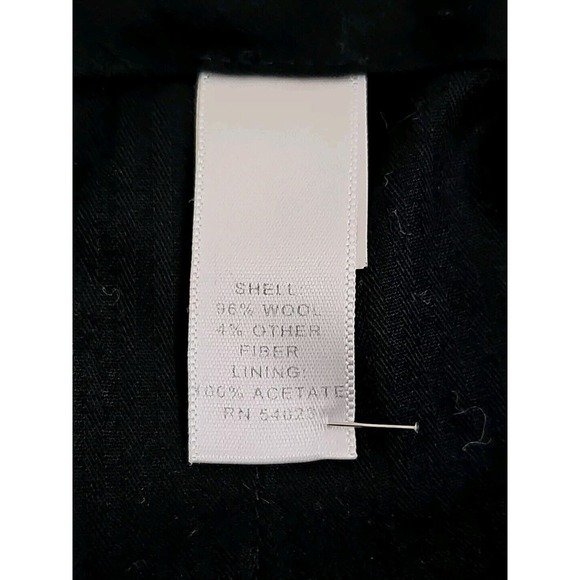 SHELL:
96% WOOL
4% OTHER
FIBER
LINING:
100% ACETATE
RN 54023